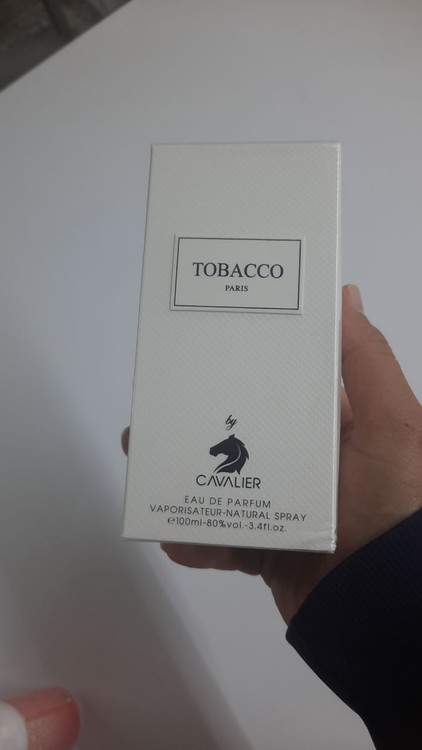 TOBACCO
PARIS
by
CAVALIER
EAU DE PARFUM
VAPORISATEUR-NATURAL SPRAY
℮100ml-80%vol.-3.4fl.oz.